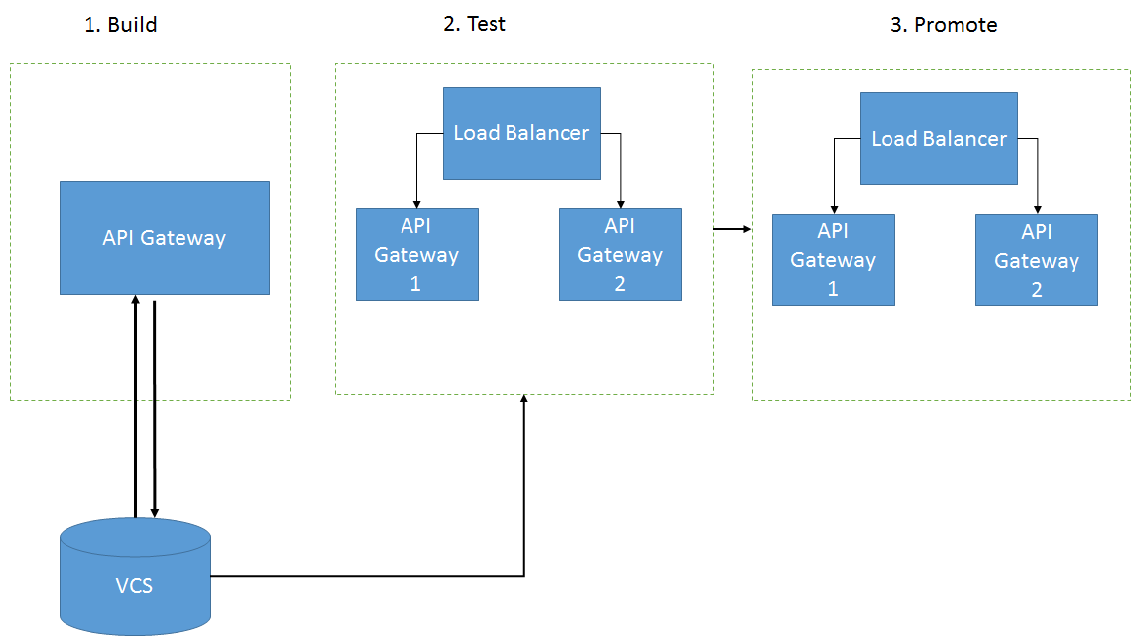 1. Build
2. Test
3. Promote
API Gateway
VCS
Load Balancer
API
Gateway
1
API
Gateway
2
Load Balancer
API
Gateway
1
API
Gateway
2